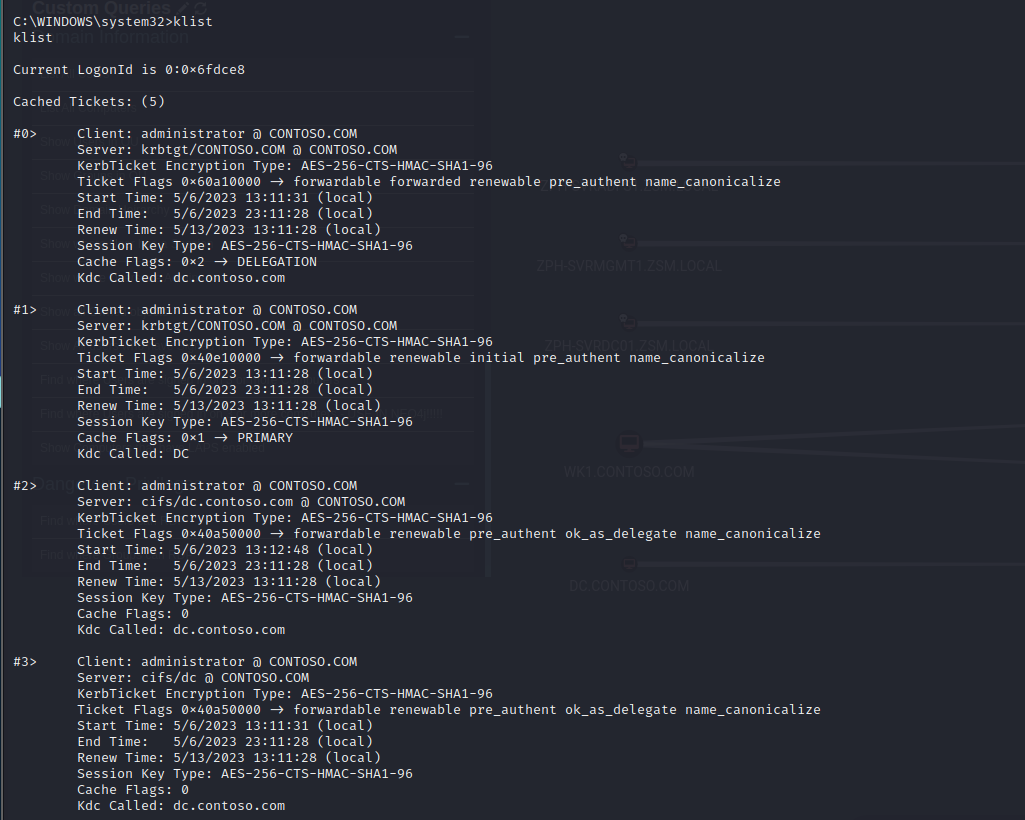 Custom Queries
C:\WINDOWS\system32>klist
klist
Current LogonId is 0:0×6fdce8
Cached Tickets: (5)
#0> Client: administrator @ CONTOSO.COM
Server: krbtgt/CONTOSO.COM @ CONTOSO.COM
KerbTicket Encryption Type: AES-256-CTS-HMAC-SHA1-96
Ticket Flags 0×60a10000 → forwardable forwarded renewable pre_authent name_canonicalize
Start Time: 5/6/2023 13:11:31 (local)
End Time: 5/6/2023 23:11:28 (local)
Renew Time: 5/13/2023 13:11:28 (local)
Session Key Type: AES-256-CTS-HMAC-SHA1-96
Cache Flags: 0×2 → DELEGATION
Kdc Called: dc.contoso.com
#1> Client: administrator @ CONTOSO.COM
Server: krbtgt/CONTOSO.COM @ CONTOSO.COM
KerbTicket Encryption Type: AES-256-CTS-HMAC-SHA1-96
Ticket Flags 0×40e10000 → forwardable renewable initial pre_authent name_canonicalize
Start Time: 5/6/2023 13:11:28 (local)
End Time: 5/6/2023 23:11:28 (local)
Renew Time: 5/13/2023 13:11:28 (local)
Session Key Type: AES-256-CTS-HMAC-SHA1-96
Cache Flags: 0×1 → PRIMARY
Kdc Called: DC
#2> Client: administrator @ CONTOSO.COM
Server: cifs/dc.contoso.com @ CONTOSO.COM
KerbTicket Encryption Type: AES-256-CTS-HMAC-SHA1-96
Ticket Flags 0×40a50000 → forwardable renewable pre_authent ok_as_delegate name_canonicalize
Start Time: 5/6/2023 13:12:48 (local)
End Time: 5/6/2023 23:11:28 (local)
Renew Time: 5/13/2023 13:11:28 (local)
Session Key Type: AES-256-CTS-HMAC-SHA1-96
Cache Flags: 0
Kdc Called: dc.contoso.com
#3> Client: administrator @ CONTOSO.COM
Server: cifs/dc @ CONTOSO.COM
KerbTicket Encryption Type: AES-256-CTS-HMAC-SHA1-96
Ticket Flags 0×40a50000 → forwardable renewable pre_authent ok_as_delegate name_canonicalize
Start Time: 5/6/2023 13:11:31 (local)
End Time: 5/6/2023 23:11:28 (local)
Renew Time: 5/13/2023 13:11:28 (local)
Session Key Type: AES-256-CTS-HMAC-SHA1-96
Cache Flags: 0
Kdc Called: dc.contoso.com
ZPH-SVRMGMT1.ZSM.LOCAL
ZPH-SVRDC01.ZSM.LOCAL
WK1.CONTOSO.COM
DC.CONTOSO.COM